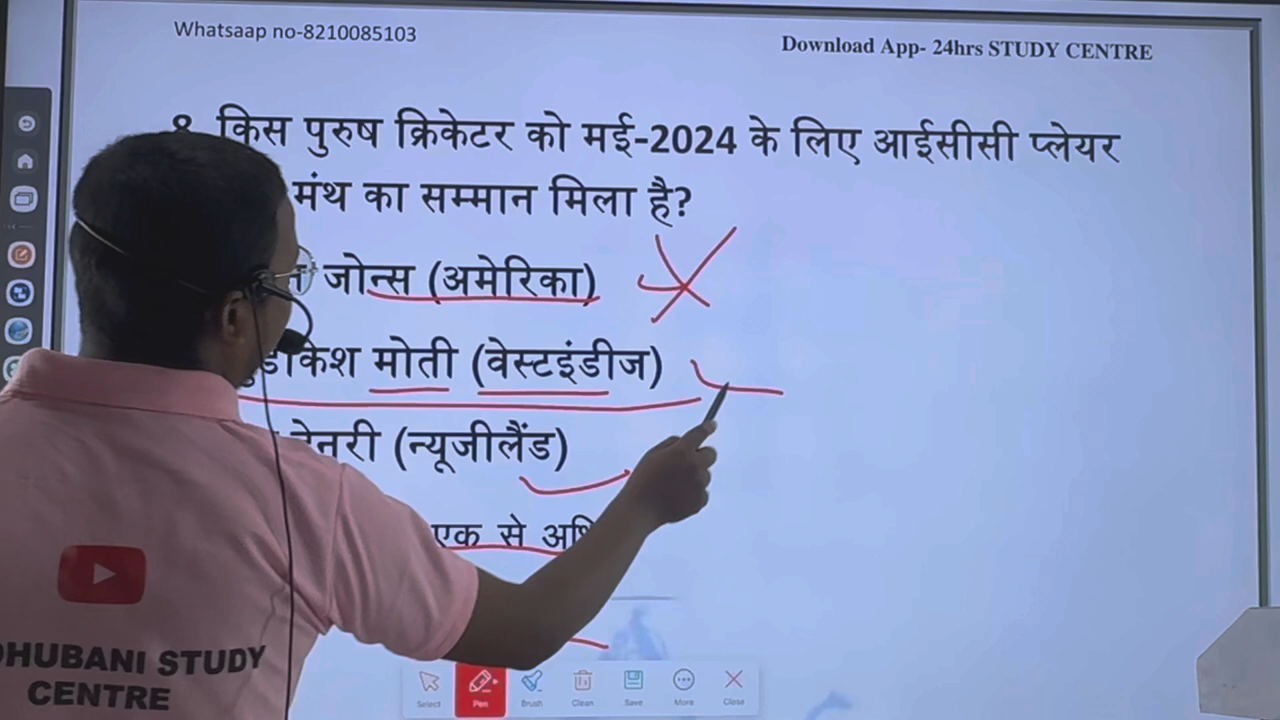 Whatsaap no-8210085103
Download App- 24hrs STUDY CENTRE
8. किस पुरुष क्रिकेटर को मई-2024 के लिए आईसीसी प्लेयर
मंथ का सम्मान मिला है?
जोन्स (अमेरिका)
मोती (वेस्टइंडीज)
(न्यूजीलैंड)
एक से
STUDY
CENTRE
Select
Pen
Brush
Clean
Save
More
Close